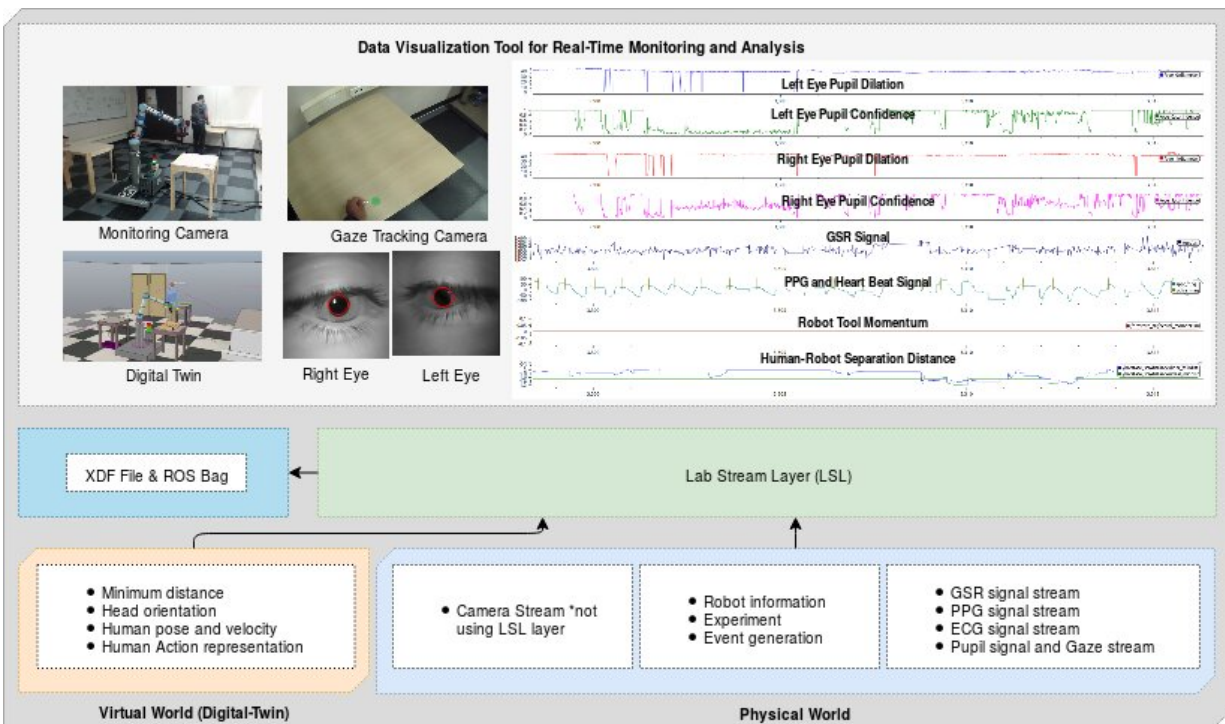 Data Visualization Tool for Real-Time Monitoring and Analysis
Monitoring Camera
Gaze Tracking Camera
Digital Twin
Right Eye
Left Eye
Left Eye Pupil Dilation
Left Eye Pupil Confidence
Right Eye Pupil Dilation
Right Eye Pupil Confidence
GSR Signal
PPG and Heart Beat Signal
Robot Tool Momentum
Human-Robot Separation Distance
XDF File & ROS Bag
Lab Stream Layer (LSL)
● Minimum distance
● Head orientation
● Human pose and velocity
● Human Action representation
● Camera Stream *not
using LSL layer
● Robot information
● Experiment
● Event generation
● GSR signal stream
● PPG signal stream
● ECG signal stream
● Pupil signal and Gaze stream
Virtual World (Digital-Twin)
Physical World